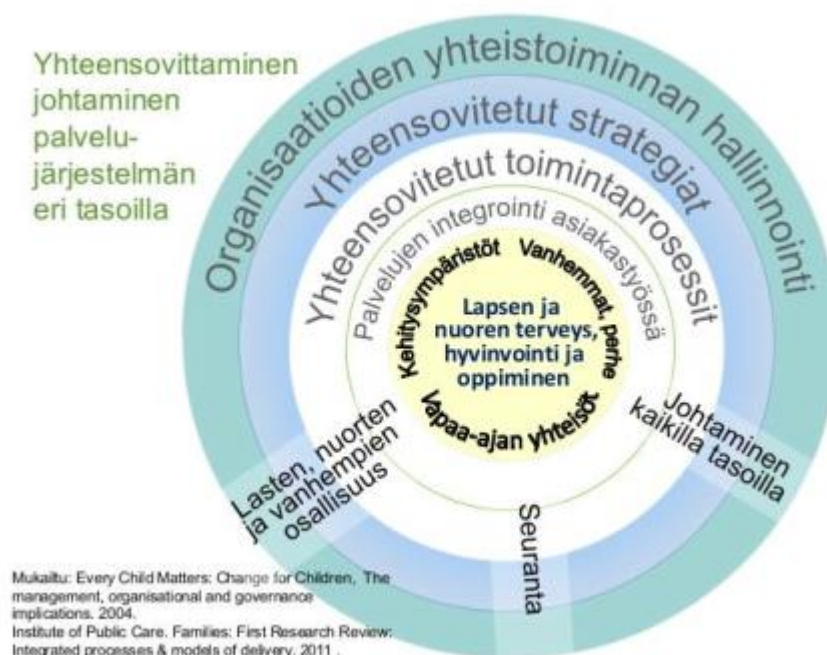 Yhteensovittaminen
johtaminen
palvelu-
järjestelmän
eri tasoilla
Organisaatioiden yhteistoiminnan hallinnointi
Yhteensovitetut strategiat
Yhteensovitetut toimintaprosessit
Palvelujen integrointi asiakastyössä
Kehitysympäristöt
Vanhemmat, perhe
Lapsen ja
nuoren terveys,
hyvinvointi ja
oppiminen
Vapaa-ajan yhteisöt
Lasten, nuorten
ja vanhempien
osallisuus
Seuranta
Johtaminen
kaikilla tasoilla
Mukailtu: Every Child Matters: Change for Children, The
management, organisational and governance
implications. 2004.
Institute of Public Care. Families: First Research Review:
Integrated processes & models of delivery. 2011 .